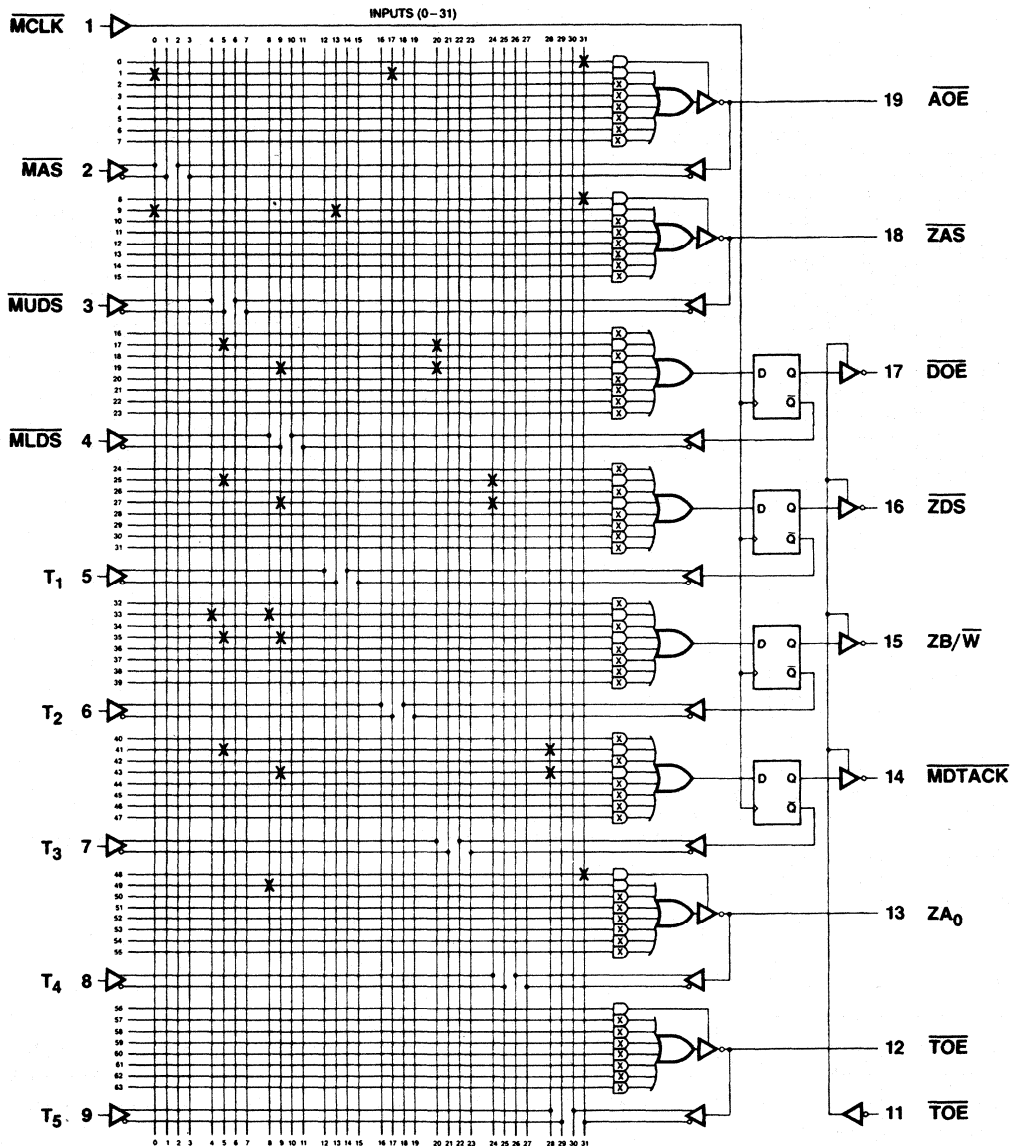 INPUTS (0–31)
MCLK 1
0 1 2 3 4 5 6 7 8 9 10 11 12 13 14 15 16 17 18 19 20 21 22 23 24 25 26 27 28 29 30 31
0
1
2
3
4
5
6
7
19 AOE
MAS 2
8
9
10
11
12
13
14
15
18 ZAS
MUDS 3
16
17
18
19
20
21
22
23
D Q
Q̅
17 DOE
MLDS 4
24
25
26
27
28
29
30
31
D Q
Q̅
16 ZDS
T1 5
32
33
34
35
36
37
38
39
D Q
Q̅
15 ZB/W
T2 6
40
41
42
43
44
45
46
47
D Q
Q̅
14 MDTACK
T3 7
48
49
50
51
52
53
54
55
13 ZA0
T4 8
56
57
58
59
60
61
62
63
12 TOE
T5 9
11 TOE
0 1 2 3 4 5 6 7 8 9 10 11 12 13 14 15 16 17 18 19 20 21 22 23 24 25 26 27 28 29 30 31